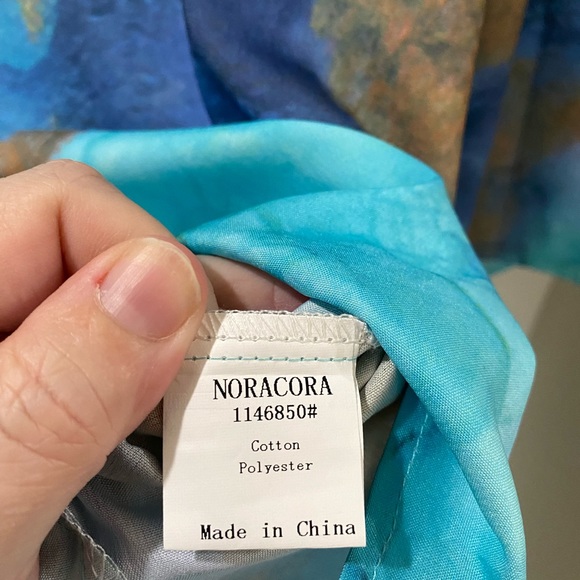 NORACORA
1146850#
Cotton
Polyester
Made in China